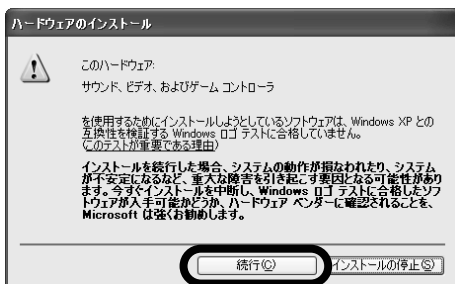 ハードウェアのインストール
このハードウェア:
サウンド、ビデオ、およびゲーム コントローラ
を使用するためにインストールしようとしているソフトウェアは、Windows XP との
互換性を検証する Windows ロゴ テストに合格していません。
(このテストが重要である理由)
インストールを続行した場合、システムの動作が損なわれたり、システム
が不安定になるなど、重大な障害を引き起こす要因となる可能性があり
ます。今すぐインストールを中断し、Windows ロゴ テストに合格したソフ
トウェアが入手可能かどうか、ハードウェア ベンダーに確認されることを、
Microsoft は強くお勧めします。
続行(C)
インストールの停止(S)